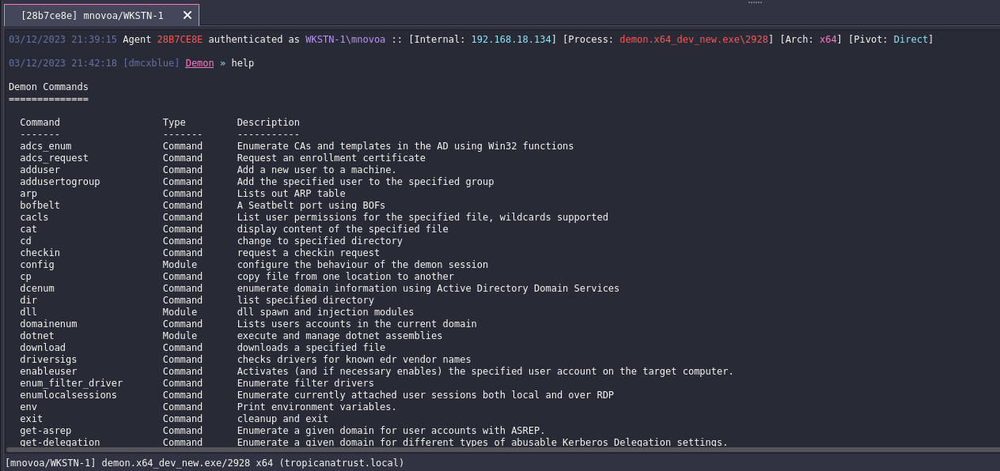 [28b7ce8e] mnovoa/WKSTN-1
03/12/2023 21:39:15 Agent 28B7CE8E authenticated as WKSTN-1\mnovoa :: [Internal: 192.168.18.134] [Process: demon.x64_dev_new.exe\2928] [Arch: x64] [Pivot: Direct]
03/12/2023 21:42:18 [dmcxblue] Demon » help
Demon Commands
==============
Command Type Description
------- ------- -----------
adcs_enum Command Enumerate CAs and templates in the AD using Win32 functions
adcs_request Command Request an enrollment certificate
adduser Command Add a new user to a machine.
addusertogroup Command Add the specified user to the specified group
arp Command Lists out ARP table
bofbelt Command A Seatbelt port using BOFs
cacls Command List user permissions for the specified file, wildcards supported
cat Command display content of the specified file
cd Command change to specified directory
checkin Command request a checkin request
config Module configure the behaviour of the demon session
cp Command copy file from one location to another
dcenum Command enumerate domain information using Active Directory Domain Services
dir Command list specified directory
dll Module dll spawn and injection modules
domainenum Command Lists users accounts in the current domain
dotnet Module execute and manage dotnet assemblies
download Command downloads a specified file
driversigs Command checks drivers for known edr vendor names
enableuser Command Activates (and if necessary enables) the specified user account on the target computer.
enum_filter_driver Command Enumerate filter drivers
enumlocalsessions Command Enumerate currently attached user sessions both local and over RDP
env Command Print environment variables.
exit Command cleanup and exit
get-asrep Command Enumerate a given domain for user accounts with ASREP.
get-delegation Command Enumerate a given domain for different types of abusable Kerberos Delegation settings.
[mnovoa/WKSTN-1] demon.x64_dev_new.exe/2928 x64 (tropicanatrust.local)